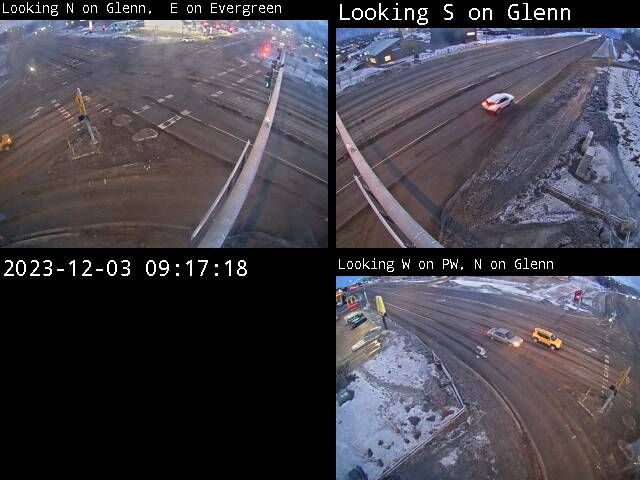 Looking N on Glenn, E on Evergreen
Looking S on Glenn
2023-12-03 09:17:18
Looking W on PW, N on Glenn